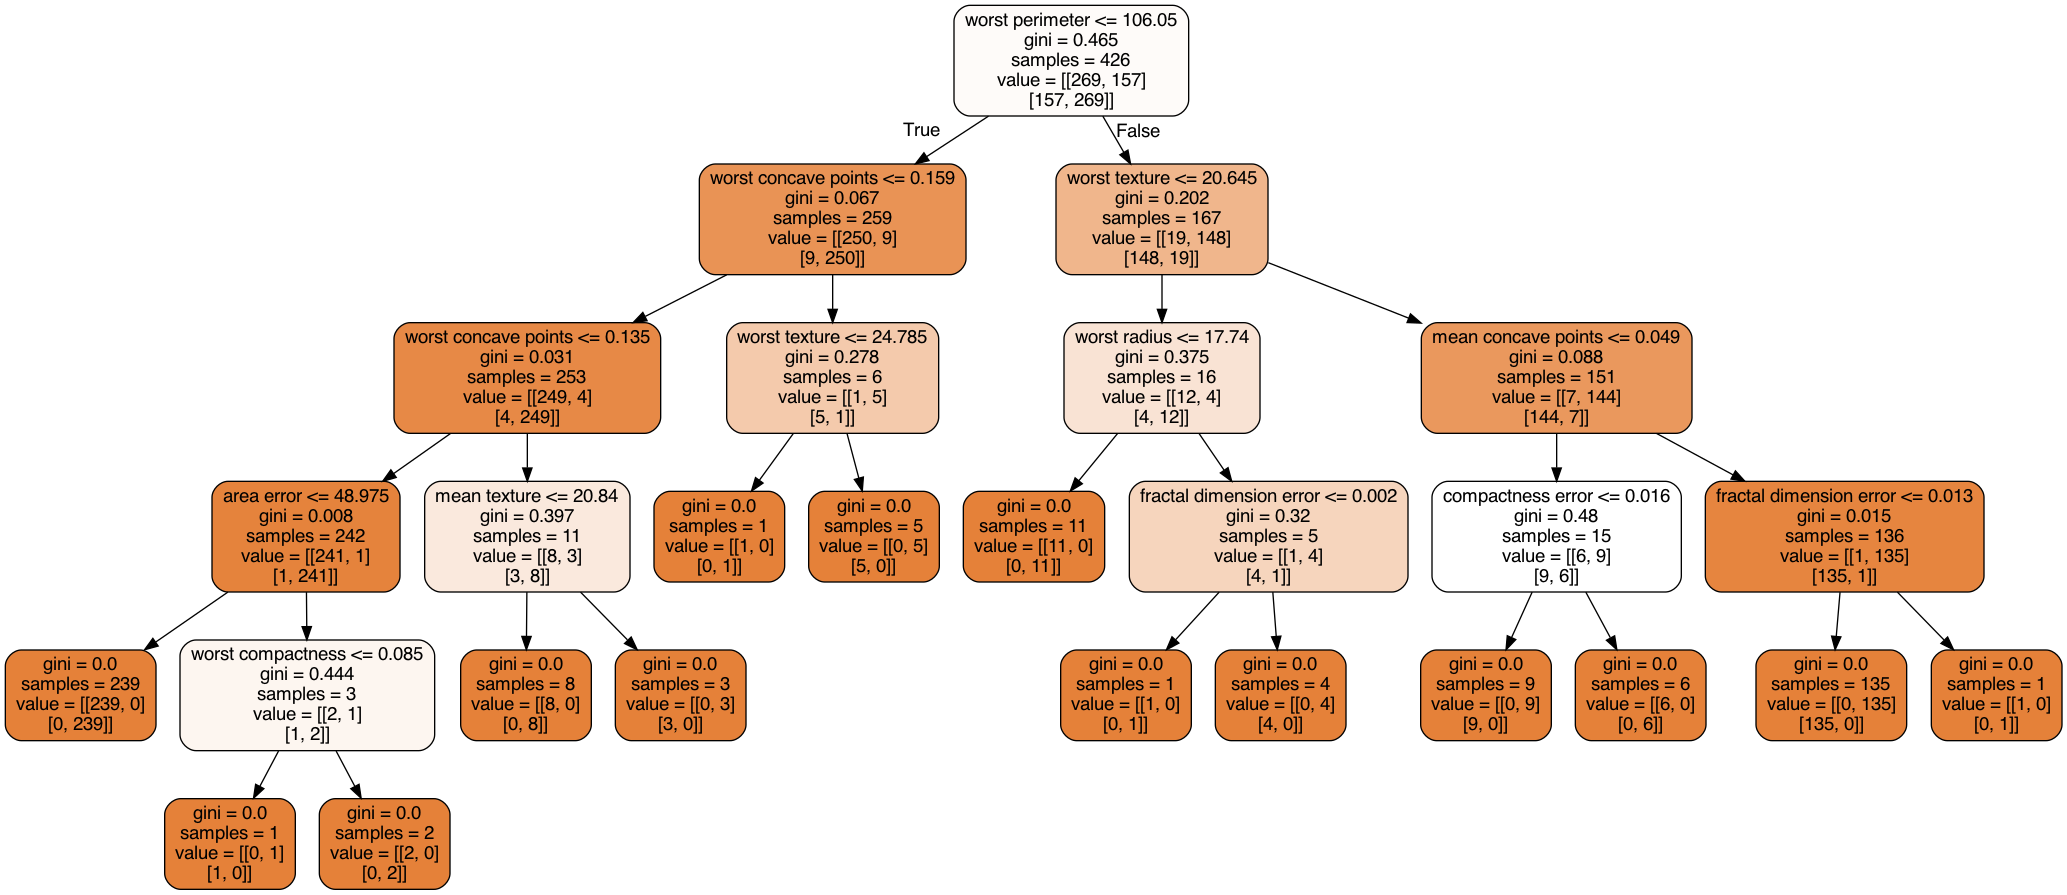 worst perimeter <= 106.05
gini = 0.465
samples = 426
value = [[269, 157]
[157, 269]]
True
False
worst concave points <= 0.159
gini = 0.067
samples = 259
value = [[250, 9]
[9, 250]]
worst texture <= 20.645
gini = 0.202
samples = 167
value = [[19, 148]
[148, 19]]
worst concave points <= 0.135
gini = 0.031
samples = 253
value = [[249, 4]
[4, 249]]
worst texture <= 24.785
gini = 0.278
samples = 6
value = [[1, 5]
[5, 1]]
worst radius <= 17.74
gini = 0.375
samples = 16
value = [[12, 4]
[4, 12]]
mean concave points <= 0.049
gini = 0.088
samples = 151
value = [[7, 144]
[144, 7]]
area error <= 48.975
gini = 0.008
samples = 242
value = [[241, 1]
[1, 241]]
mean texture <= 20.84
gini = 0.397
samples = 11
value = [[8, 3]
[3, 8]]
gini = 0.0
samples = 1
value = [[1, 0]
[0, 1]]
gini = 0.0
samples = 5
value = [[0, 5]
[5, 0]]
gini = 0.0
samples = 11
value = [[11, 0]
[0, 11]]
fractal dimension error <= 0.002
gini = 0.32
samples = 5
value = [[1, 4]
[4, 1]]
compactness error <= 0.016
gini = 0.48
samples = 15
value = [[6, 9]
[9, 6]]
fractal dimension error <= 0.013
gini = 0.015
samples = 136
value = [[1, 135]
[135, 1]]
gini = 0.0
samples = 239
value = [[239, 0]
[0, 239]]
worst compactness <= 0.085
gini = 0.444
samples = 3
value = [[2, 1]
[1, 2]]
gini = 0.0
samples = 8
value = [[8, 0]
[0, 8]]
gini = 0.0
samples = 3
value = [[0, 3]
[3, 0]]
gini = 0.0
samples = 1
value = [[1, 0]
[0, 1]]
gini = 0.0
samples = 4
value = [[0, 4]
[4, 0]]
gini = 0.0
samples = 9
value = [[0, 9]
[9, 0]]
gini = 0.0
samples = 6
value = [[6, 0]
[0, 6]]
gini = 0.0
samples = 135
value = [[0, 135]
[135, 0]]
gini = 0.0
samples = 1
value = [[1, 0]
[0, 1]]
gini = 0.0
samples = 1
value = [[0, 1]
[1, 0]]
gini = 0.0
samples = 2
value = [[2, 0]
[0, 2]]